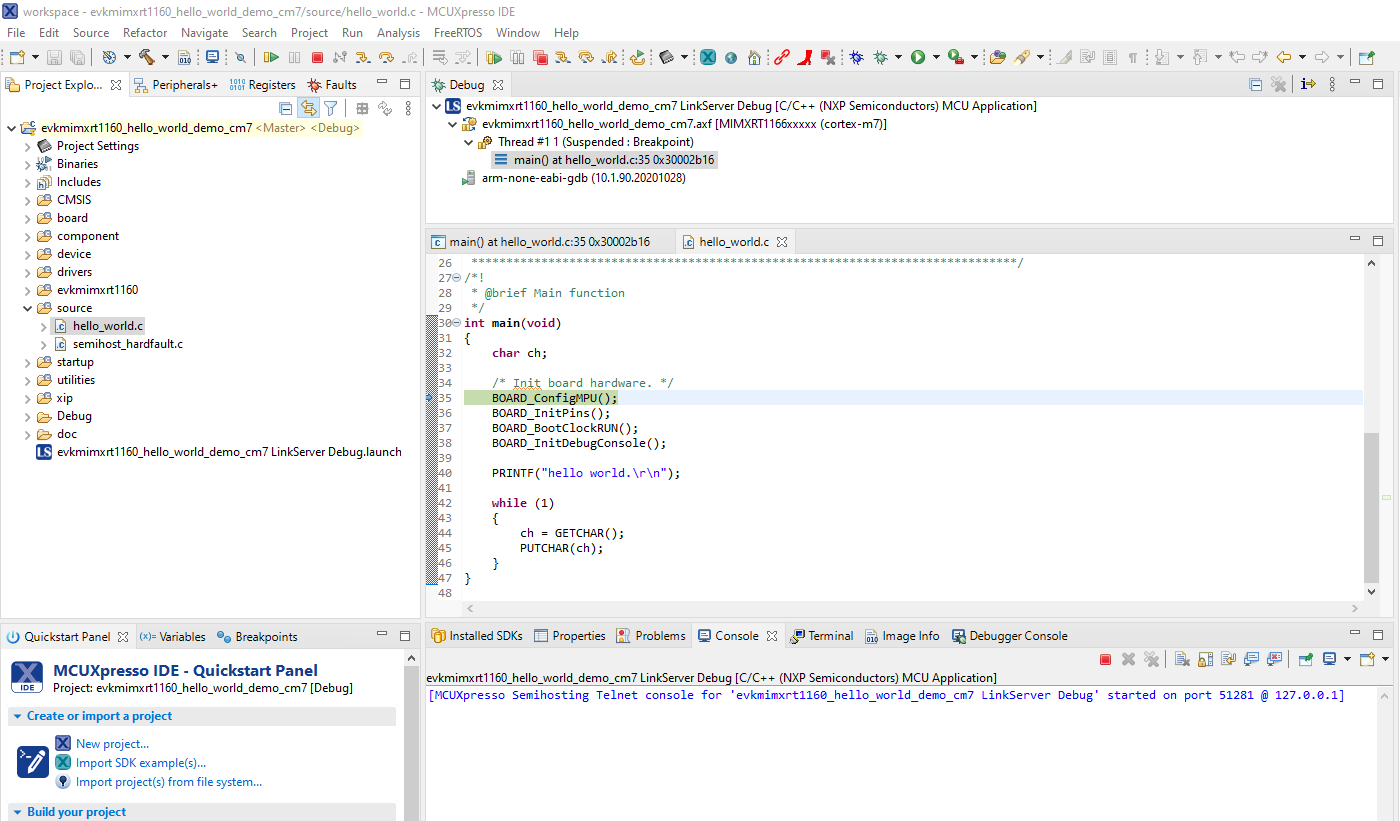 workspace - evkmimxrt1160_hello_world_demo_cm7/source/hello_world.c - MCUXpresso IDE
File Edit Source Refactor Navigate Search Project Run Analysis FreeRTOS Window Help
Project Explo... Peripherals+ Registers Faults
evkmimxrt1160_hello_world_demo_cm7 <Master> <Debug>
Project Settings
Binaries
Includes
CMSIS
board
component
device
drivers
evkmimxrt1160
source
hello_world.c
semihost_hardfault.c
startup
utilities
xip
Debug
doc
LS evkmimxrt1160_hello_world_demo_cm7 LinkServer Debug.launch
Debug
LS evkmimxrt1160_hello_world_demo_cm7 LinkServer Debug [C/C++ (NXP Semiconductors) MCU Application]
evkmimxrt1160_hello_world_demo_cm7.axf [MIMXRT1166xxxxx (cortex-m7)]
Thread #1 1 (Suspended : Breakpoint)
main() at hello_world.c:35 0x30002b16
arm-none-eabi-gdb (10.1.90.20201028)
main() at hello_world.c:35 0x30002b16 hello_world.c
26 ******************************************************************************/
27 /*!
28 * @brief Main function
29 */
30 int main(void)
31 {
32 char ch;
33
34 /* Init board hardware. */
35 BOARD_ConfigMPU();
36 BOARD_InitPins();
37 BOARD_BootClockRUN();
38 BOARD_InitDebugConsole();
39
40 PRINTF("hello world.\r\n");
41
42 while (1)
43 {
44 ch = GETCHAR();
45 PUTCHAR(ch);
46 }
47 }
48
Quickstart Panel (x)= Variables Breakpoints
IDE
MCUXpresso IDE - Quickstart Panel
Project: evkmimxrt1160_hello_world_demo_cm7 [Debug]
Create or import a project
New project...
Import SDK example(s)...
Import project(s) from file system...
Build your project
Installed SDKs Properties Problems Console Terminal Image Info Debugger Console
evkmimxrt1160_hello_world_demo_cm7 LinkServer Debug [C/C++ (NXP Semiconductors) MCU Application]
[MCUXpresso Semihosting Telnet console for 'evkmimxrt1160_hello_world_demo_cm7 LinkServer Debug' started on port 51281 @ 127.0.0.1]